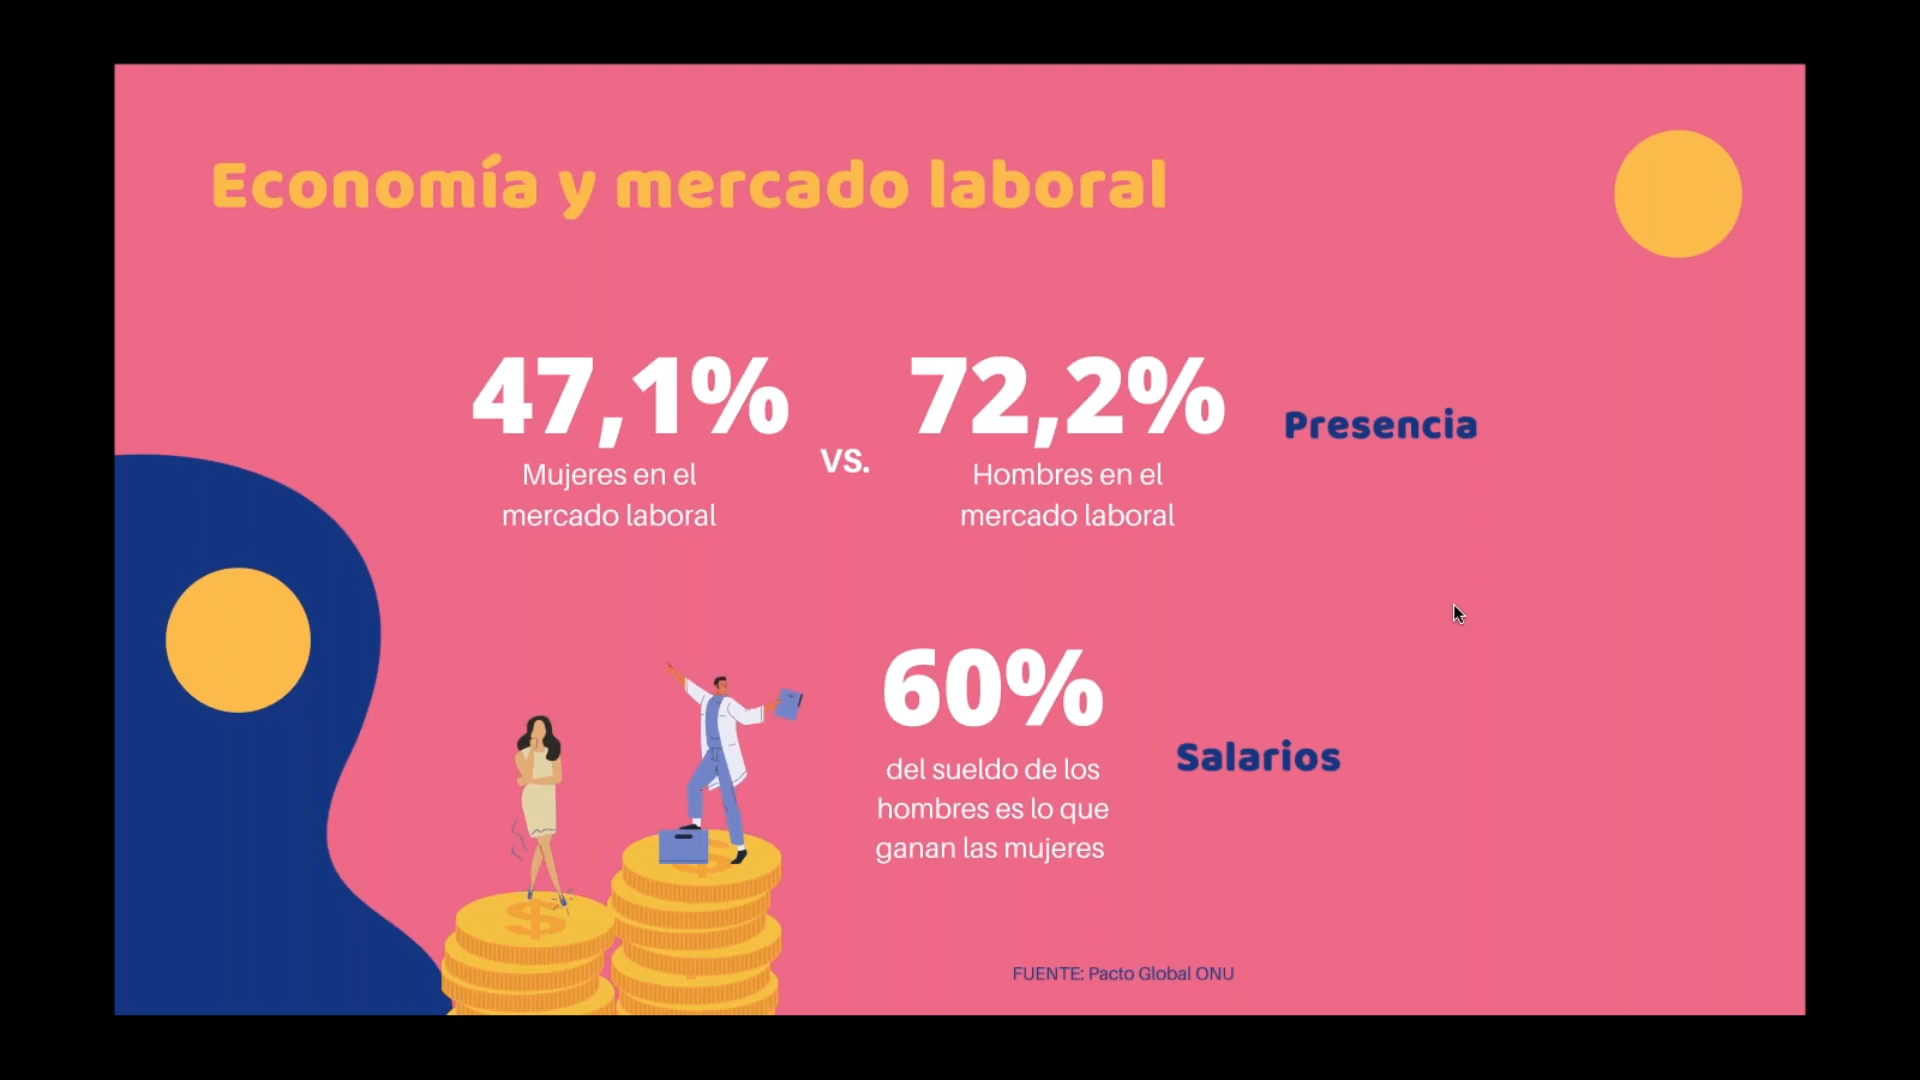 Economía y mercado laboral
47,1%
Mujeres en el
mercado laboral
vs.
72,2%
Hombres en el
mercado laboral
Presencia
60%
del sueldo de los
hombres es lo que
ganan las mujeres
Salarios
$
FUENTE: Pacto Global ONU